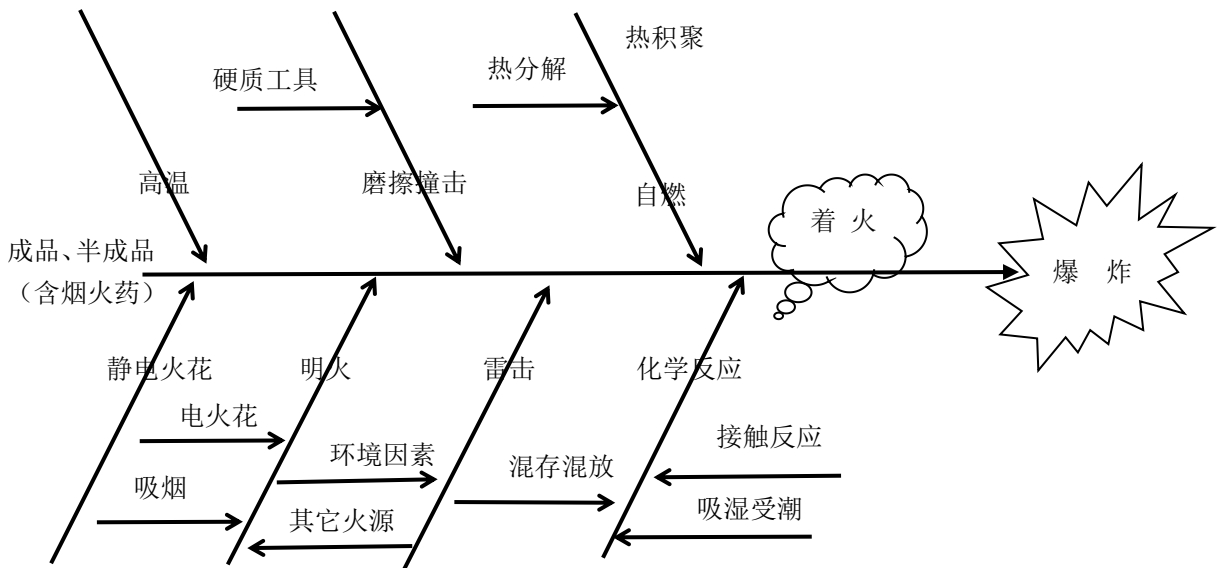 热积聚
热分解
硬质工具
高温
磨擦撞击
自燃
着 火
成品、半成品
（含烟火药）
爆 炸
静电火花
明火
雷击
化学反应
电火花
环境因素
接触反应
混存混放
吸烟
其它火源
吸湿受潮